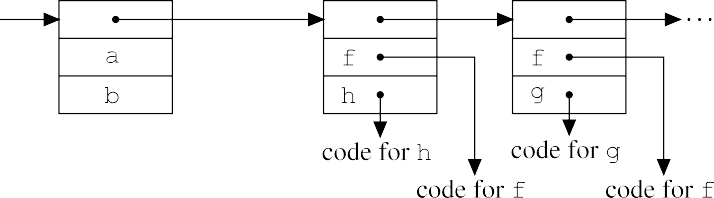 ...
a f f
b h g
code for h code for g
code for f code for f